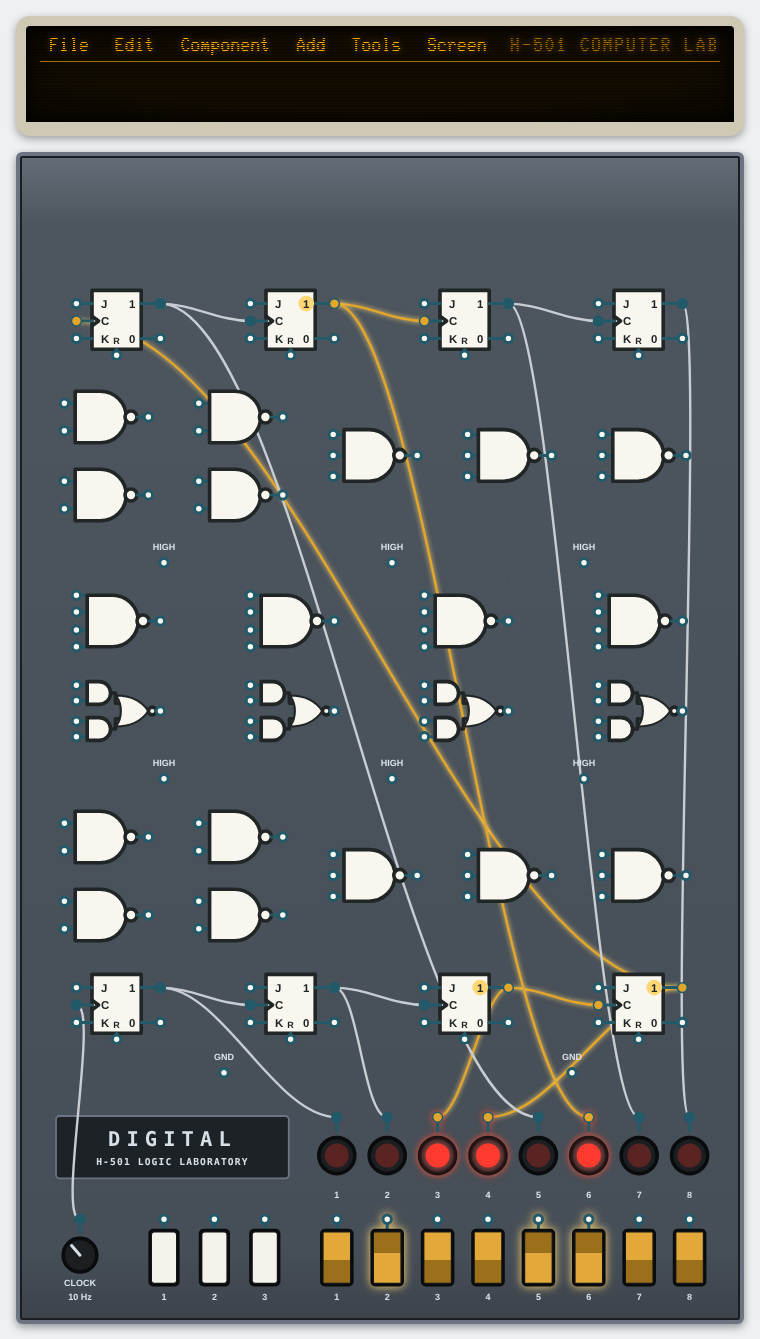 File Edit Component Add Tools Screen H-501 COMPUTER LAB
J 1 J 1 J 1 J 1
C C C C
K R 0 K R 0 K R 0 K R 0
HIGH HIGH HIGH
HIGH HIGH HIGH
J 1 J 1 J 1 J 1
C C C C
K R 0 K R 0 K R 0 K R 0
GND GND
DIGITAL
H-501 LOGIC LABORATORY
1 2 3 4 5 6 7 8
CLOCK
10 Hz 1 2 3 1 2 3 4 5 6 7 8